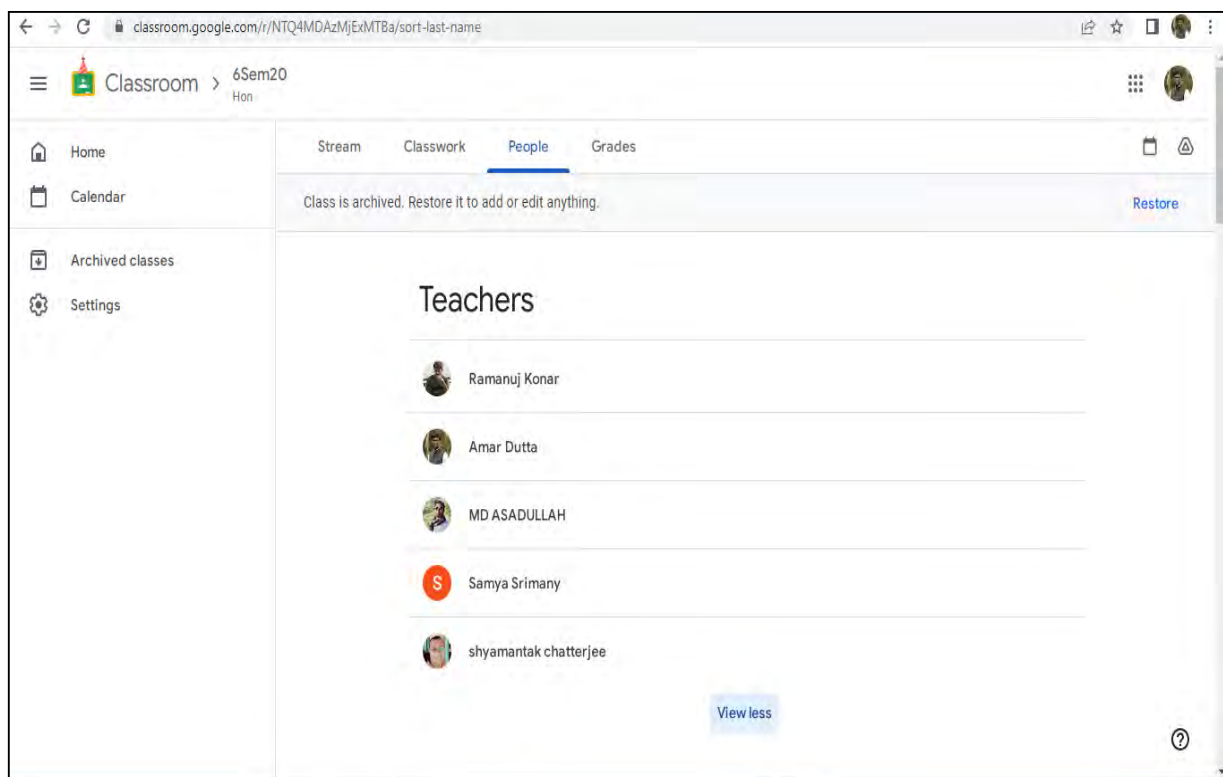 classroom.google.com/r/NTQ4MDAzMjExMTBa/sort-last-name
Classroom > 6Sem20
Hon
Home
Calendar
Archived classes
Settings
Stream Classwork People Grades
Class is archived. Restore it to add or edit anything. Restore
Teachers
Ramanuj Konar
Amar Dutta
MD ASADULLAH
S Samya Srimany
shyamantak chatterjee
View less